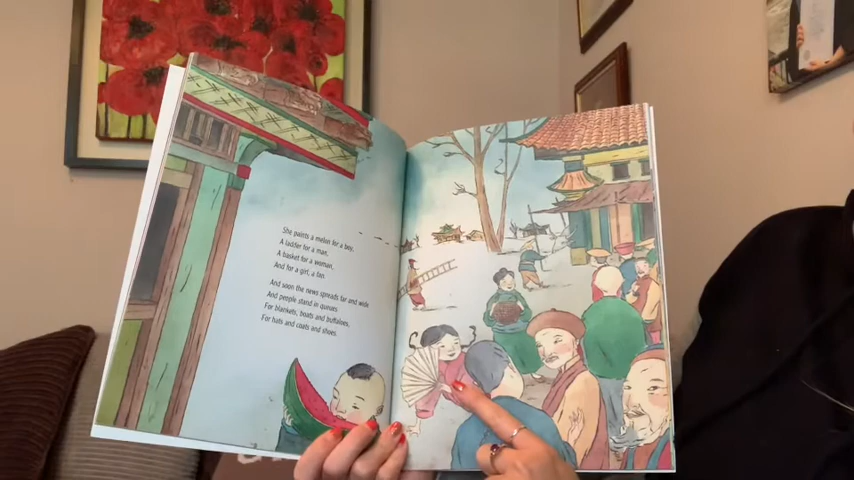 She paints a melon for a boy,
A ladder for a man,
A basket for a woman,
And for a girl, a fan.
And soon the news spreads far and wide
And people stand in queues
For blankets, boats and buffaloes,
For hats and coats and shoes.